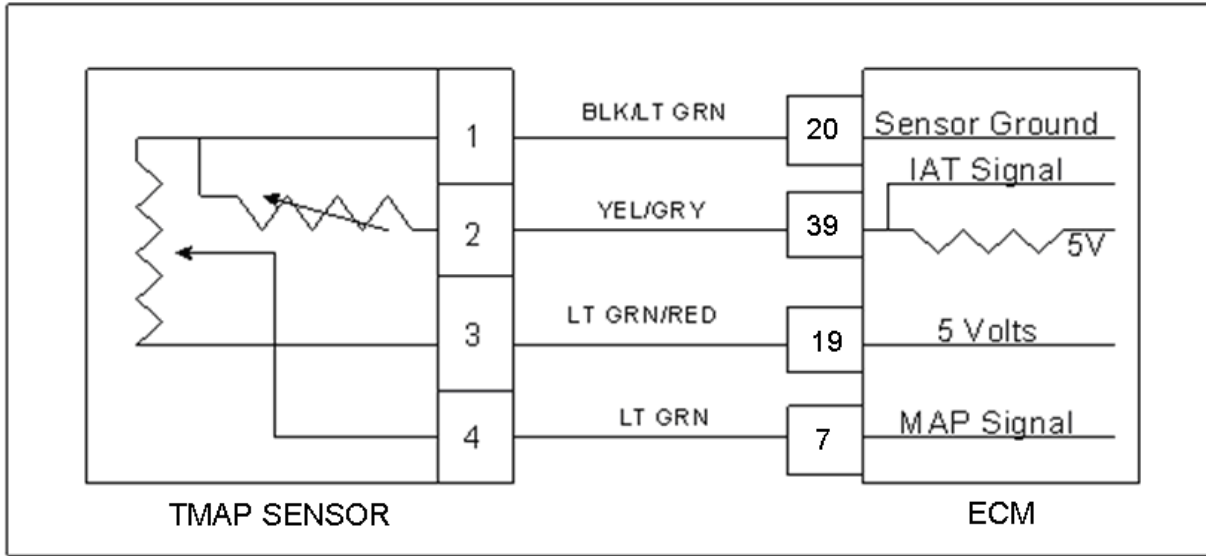 1
BLK/LT GRN
20
Sensor Ground
IAT Signal
2
YEL/GRY
39
5V
3
LT GRN/RED
19
5 Volts
4
LT GRN
7
MAP Signal
TMAP SENSOR
ECM